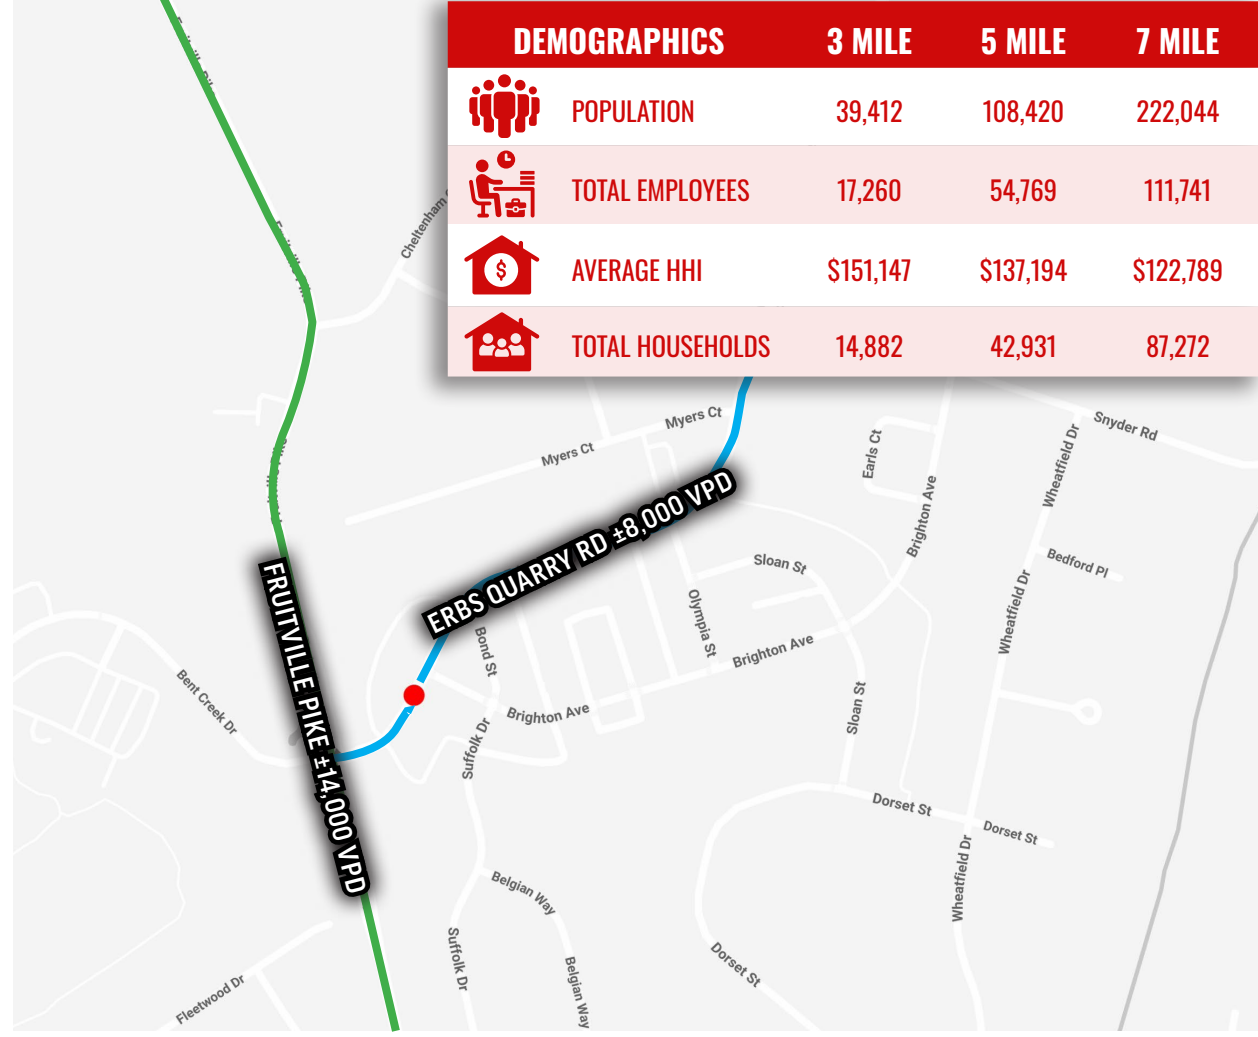 DEMOGRAPHICS 3 MILE 5 MILE 7 MILE
POPULATION 39,412 108,420 222,044
TOTAL EMPLOYEES 17,260 54,769 111,741
AVERAGE HHI $151,147 $137,194 $122,789
TOTAL HOUSEHOLDS 14,882 42,931 87,272
Cheltenham
Myers Ct
Myers Ct
Snyder Rd
Earls Ct
Wheatfield Dr
Brighton Ave
ERBS QUARRY RD ±8,000 VPD
Sloan St
Bedford Pl
FRUITVILLE PIKE ±14,000 VPD
Olympia St
Wheatfield Dr
Bond St
Brighton Ave
Bent Creek Dr
Brighton Ave
Sloan St
Suffolk Dr
Dorset St
Dorset St
Wheatfield Dr
Belgian Way
Suffolk Dr
Dorset St
Belgian Way
Fleetwood Dr